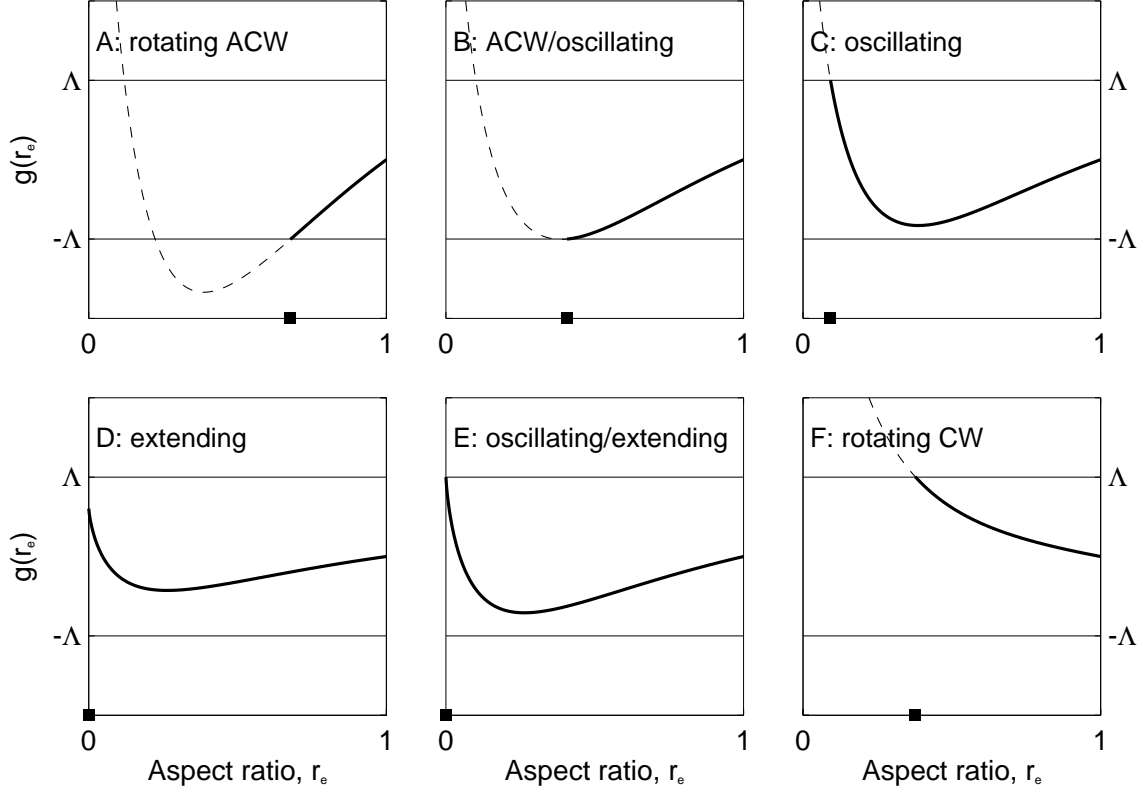 A: rotating ACW
B: ACW/oscillating
C: oscillating
Λ
Λ
g(rₑ)
-Λ
-Λ
0
1
0
1
0
1
D: extending
E: oscillating/extending
F: rotating CW
Λ
Λ
g(rₑ)
-Λ
-Λ
0
1
0
1
0
1
Aspect ratio, rₑ
Aspect ratio, rₑ
Aspect ratio, rₑ